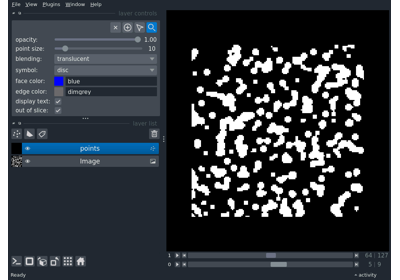 File View Plugins Window Help
layer controls
opacity: 1.00
point size: 10
blending: translucent
symbol: disc
face color: blue
edge color: dimgrey
display text:
out of slice:
layer list
points
Image
1 64 127
0 5 9
Ready activity